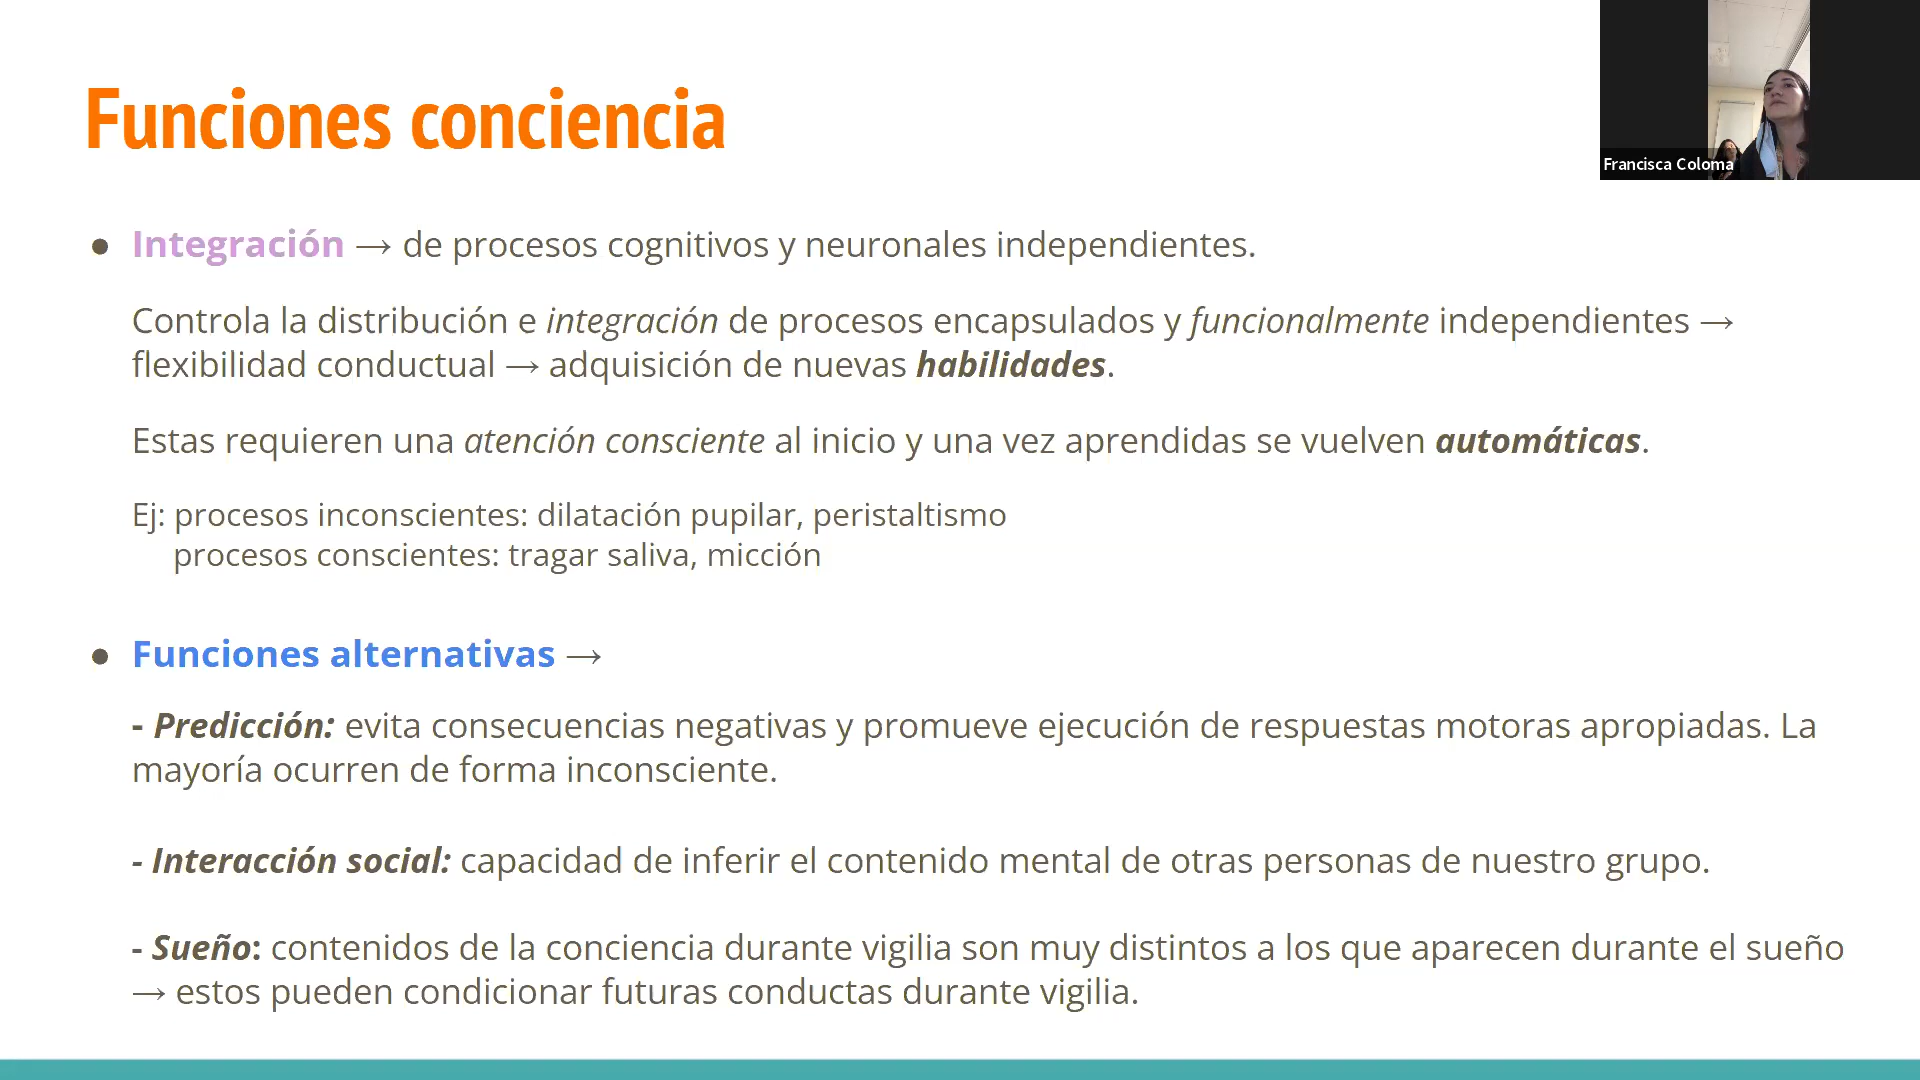 Funciones conciencia
Francisca Coloma
● Integración → de procesos cognitivos y neuronales independientes.
Controla la distribución e integración de procesos encapsulados y funcionalmente independientes →
flexibilidad conductual → adquisición de nuevas habilidades.
Estas requieren una atención consciente al inicio y una vez aprendidas se vuelven automáticas.
Ej: procesos inconscientes: dilatación pupilar, peristaltismo
procesos conscientes: tragar saliva, micción
● Funciones alternativas →
- Predicción: evita consecuencias negativas y promueve ejecución de respuestas motoras apropiadas. La
mayoría ocurren de forma inconsciente.
- Interacción social: capacidad de inferir el contenido mental de otras personas de nuestro grupo.
- Sueño: contenidos de la conciencia durante vigilia son muy distintos a los que aparecen durante el sueño
→ estos pueden condicionar futuras conductas durante vigilia.